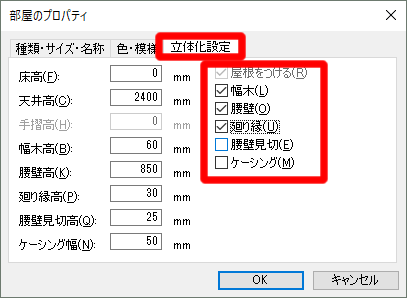 部屋のプロパティ
種類・サイズ・名称 色・模様 立体化設定
床高(F): 0 mm
天井高(C): 2400 mm
手摺高(H): 0 mm
幅木高(B): 60 mm
腰壁高(K): 850 mm
廻り縁高(P): 30 mm
腰壁見切高(Q): 25 mm
ケーシング幅(N): 50 mm
屋根をつける(R)
幅木(L)
腰壁(O)
廻り縁(U)
腰壁見切(E)
ケーシング(M)
OK キャンセル